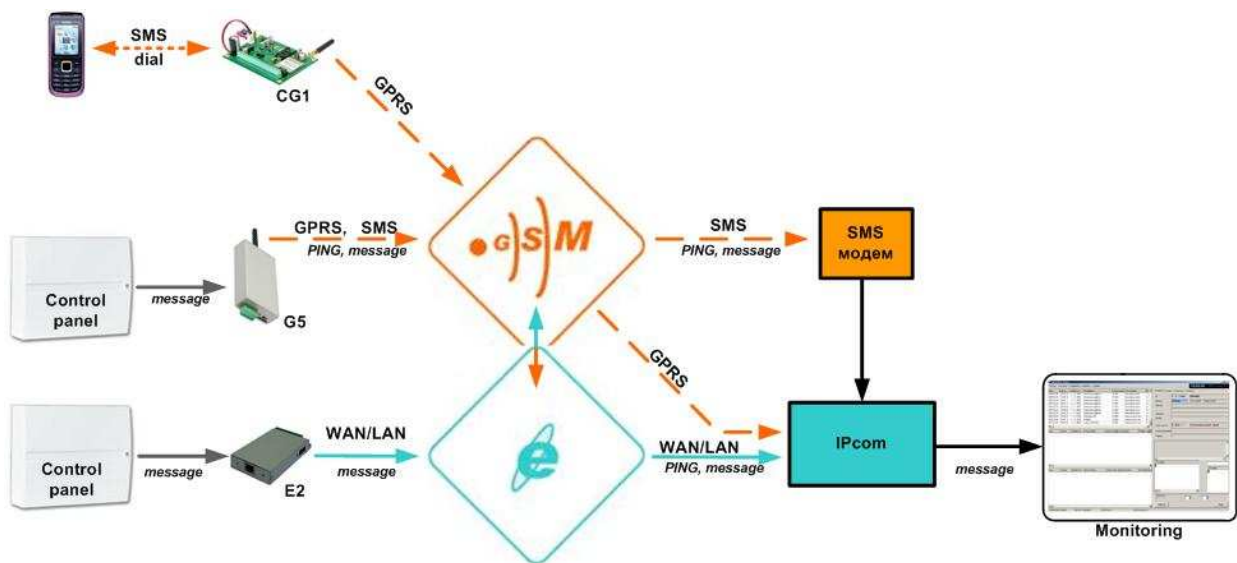 SMS
dial
CG1
GPRS
GPRS, SMS
PING, message
GSM
SMS
PING, message
SMS
модем
Control
panel
message
G5
GPRS
Control
panel
message
E2
WAN/LAN
message
e
WAN/LAN
PING, message
IPcom
message
Monitoring